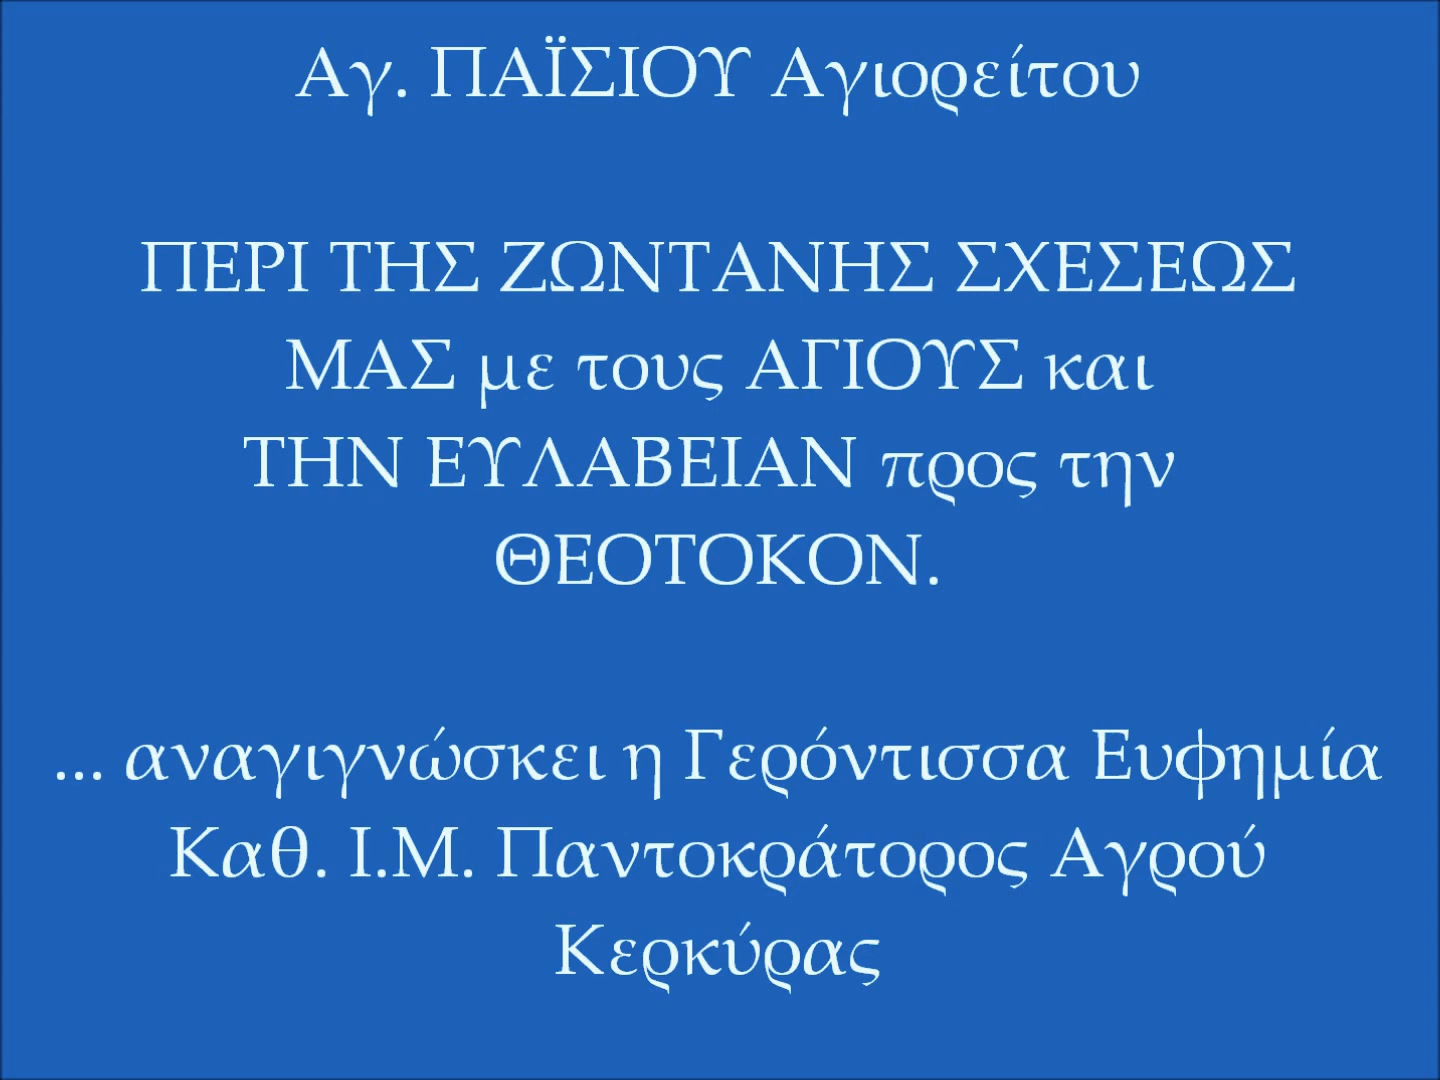 Αγ. ΠΑΪΣΙΟΥ Αγιορείτου
ΠΕΡΙ ΤΗΣ ΖΩΝΤΑΝΗΣ ΣΧΕΣΕΩΣ
ΜΑΣ με τους ΑΓΙΟΥΣ και
ΤΗΝ ΕΥΛΑΒΕΙΑΝ προς την
ΘΕΟΤΟΚΟΝ.
... αναγιγνώσκει η Γερόντισσα Ευφημία
Καθ. Ι.Μ. Παντοκράτορος Αγρού
Κερκύρας